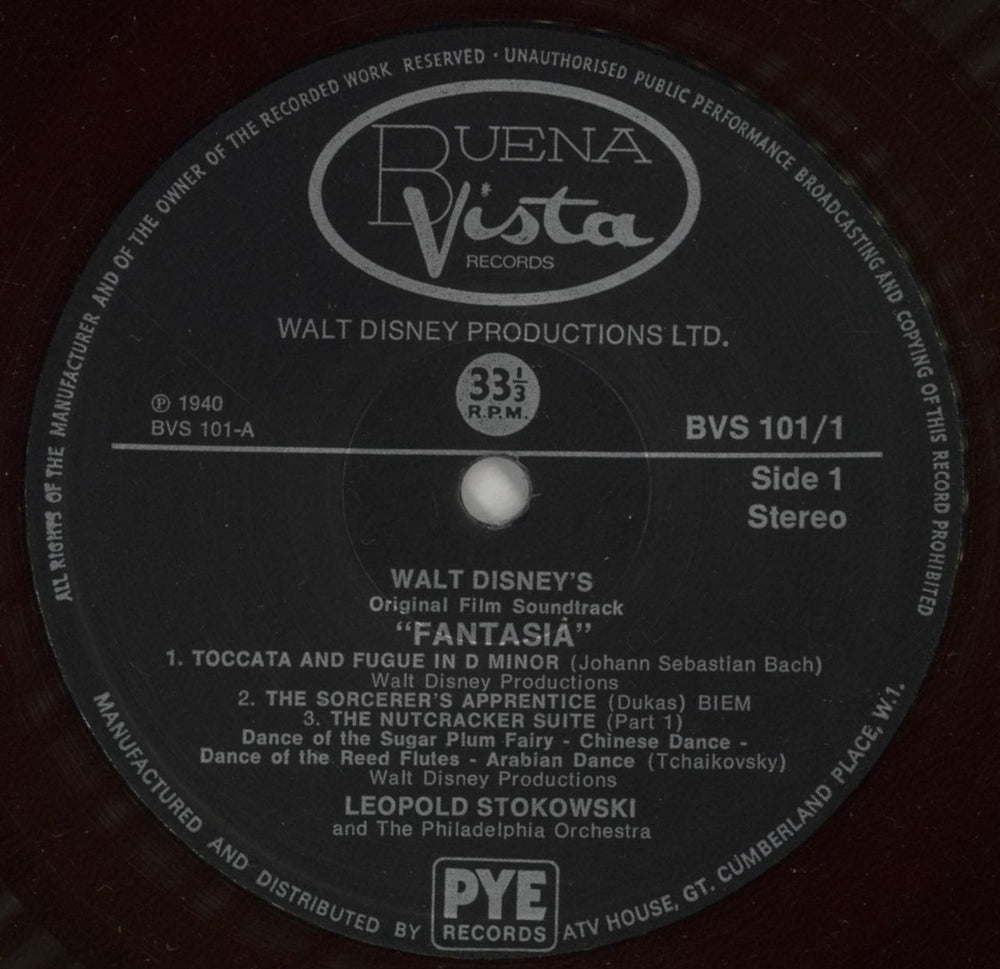 ALL RIGHTS OF THE MANUFACTURER AND OF THE OWNER OF THE RECORDED WORK RESERVED · UNAUTHORISED PUBLIC PERFORMANCE BROADCASTING AND COPYING OF THIS RECORD PROHIBITED
BUENA
Vista
RECORDS
WALT DISNEY PRODUCTIONS LTD.
33⅓
R.P.M.
℗ 1940
BVS 101-A
BVS 101/1
Side 1
Stereo
WALT DISNEY'S
Original Film Soundtrack
"FANTASIA"
1. TOCCATA AND FUGUE IN D MINOR (Johann Sebastian Bach)
Walt Disney Productions
2. THE SORCERER'S APPRENTICE (Dukas) BIEM
3. THE NUTCRACKER SUITE (Part 1)
Dance of the Sugar Plum Fairy - Chinese Dance -
Dance of the Reed Flutes - Arabian Dance (Tchaikovsky)
Walt Disney Productions
LEOPOLD STOKOWSKI
and The Philadelphia Orchestra
MANUFACTURED AND DISTRIBUTED BY
PYE
RECORDS
ATV HOUSE, GT. CUMBERLAND PLACE, W.1.